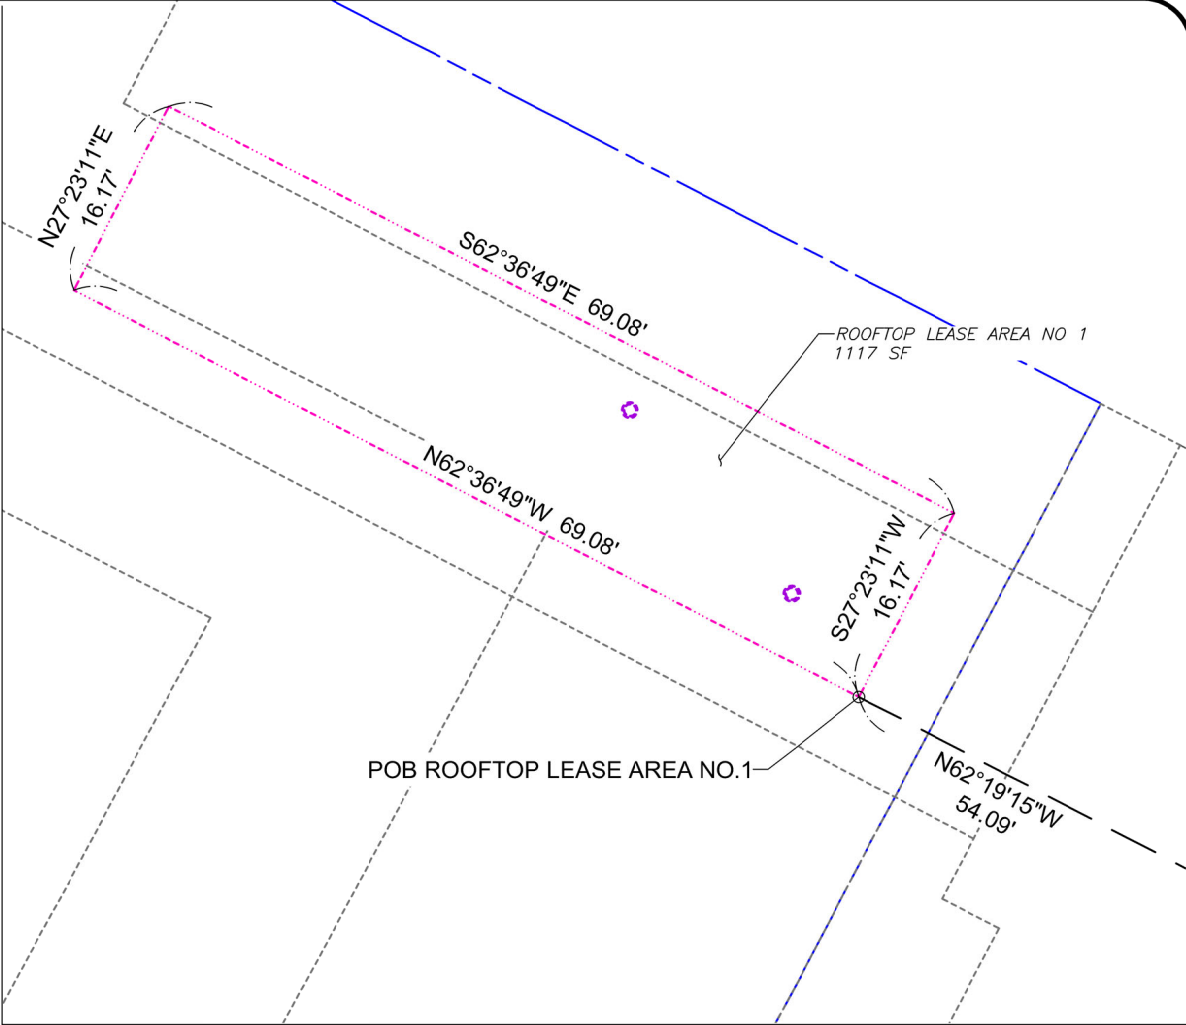 N27°23'11"E
16.17'
S62°36'49"E 69.08'
ROOFTOP LEASE AREA NO 1
1117 SF
N62°36'49"W 69.08'
S27°23'11"W
16.17'
POB ROOFTOP LEASE AREA NO.1
N62°19'15"W
54.09'